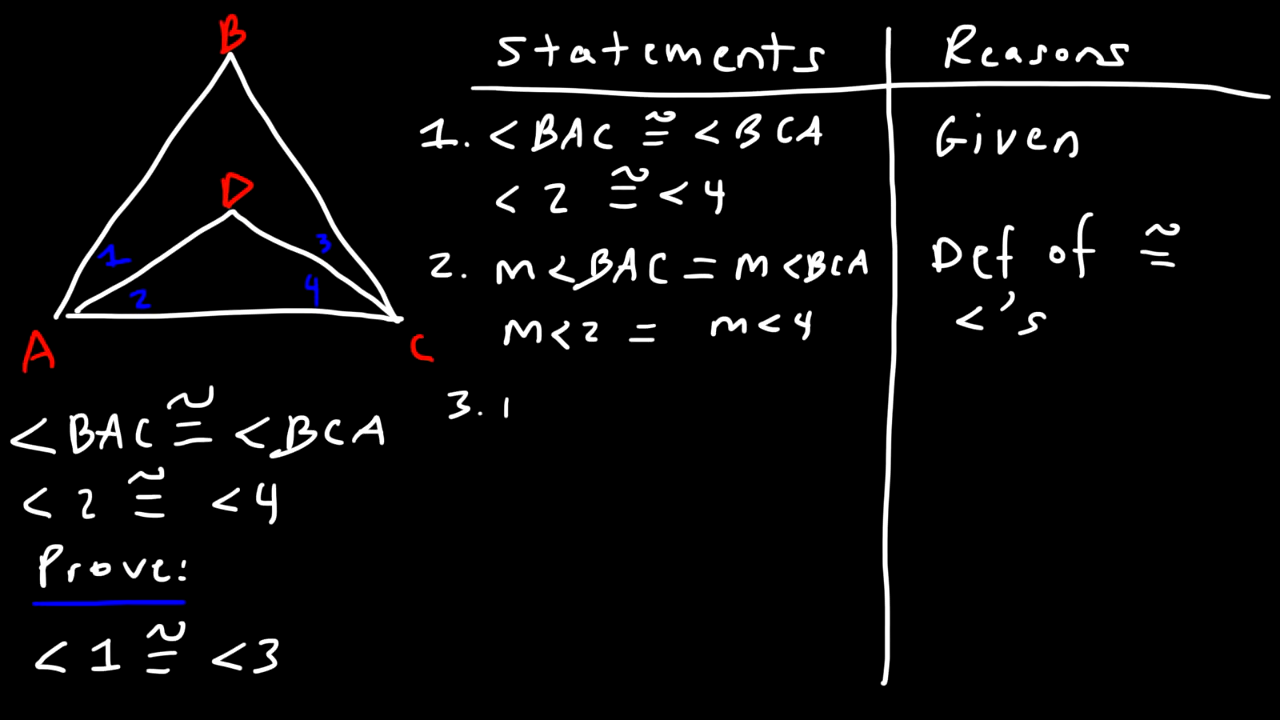 B
D
1
3
2
4
A
C
<BAC ≅ <BCA
<2 ≅ <4
Prove:
<1 ≅ <3
Statements
Reasons
1. <BAC ≅ <BCA
Given
<2 ≅ <4
2. m<BAC = m<BCA
Def of ≅
m<2 = m<4
<'s
3. I